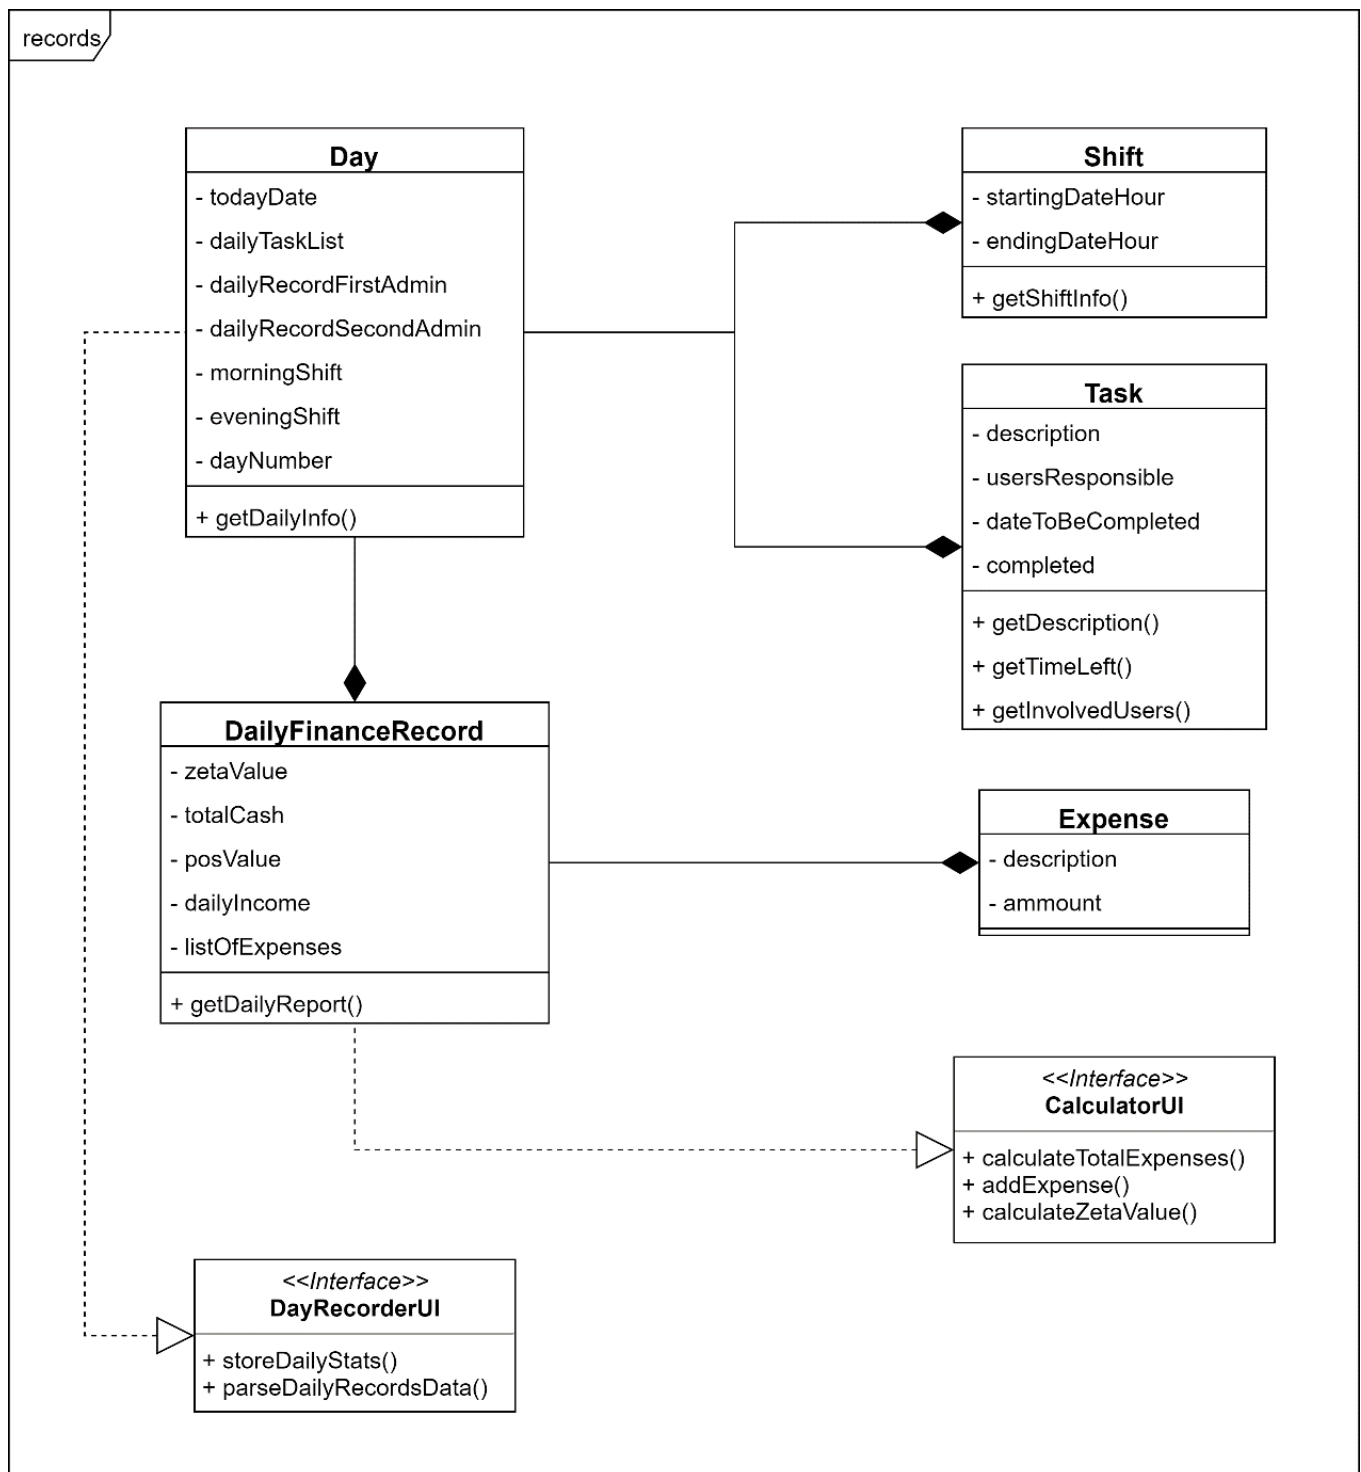 records
Day
- todayDate
- dailyTaskList
- dailyRecordFirstAdmin
- dailyRecordSecondAdmin
- morningShift
- eveningShift
- dayNumber
+ getDailyInfo()
Shift
- startingDateHour
- endingDateHour
+ getShiftInfo()
Task
- description
- usersResponsible
- dateToBeCompleted
- completed
+ getDescription()
+ getTimeLeft()
+ getInvolvedUsers()
DailyFinanceRecord
- zetaValue
- totalCash
- posValue
- dailyIncome
- listOfExpenses
+ getDailyReport()
Expense
- description
- ammount
<<Interface>>
CalculatorUI
+ calculateTotalExpenses()
+ addExpense()
+ calculateZetaValue()
<<Interface>>
DayRecorderUI
+ storeDailyStats()
+ parseDailyRecordsData()